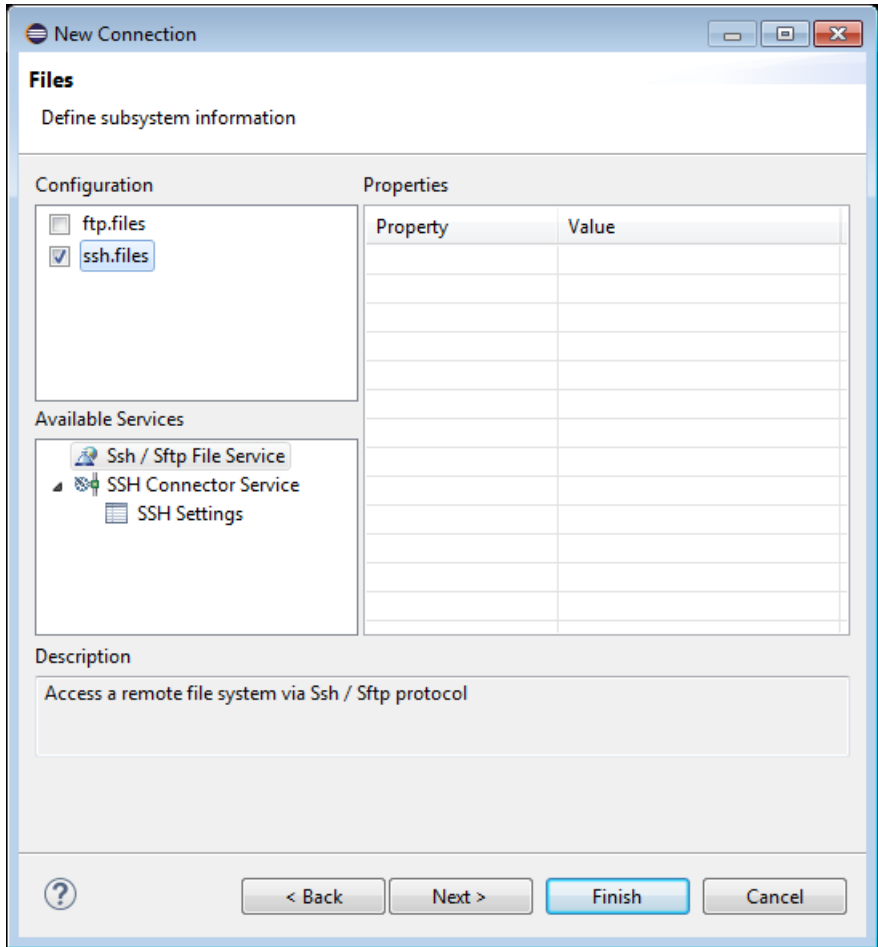 New Connection
Files
Define subsystem information
Configuration
Properties
ftp.files
ssh.files
Property Value
Available Services
Ssh / Sftp File Service
SSH Connector Service
SSH Settings
Description
Access a remote file system via Ssh / Sftp protocol
? < Back Next > Finish Cancel